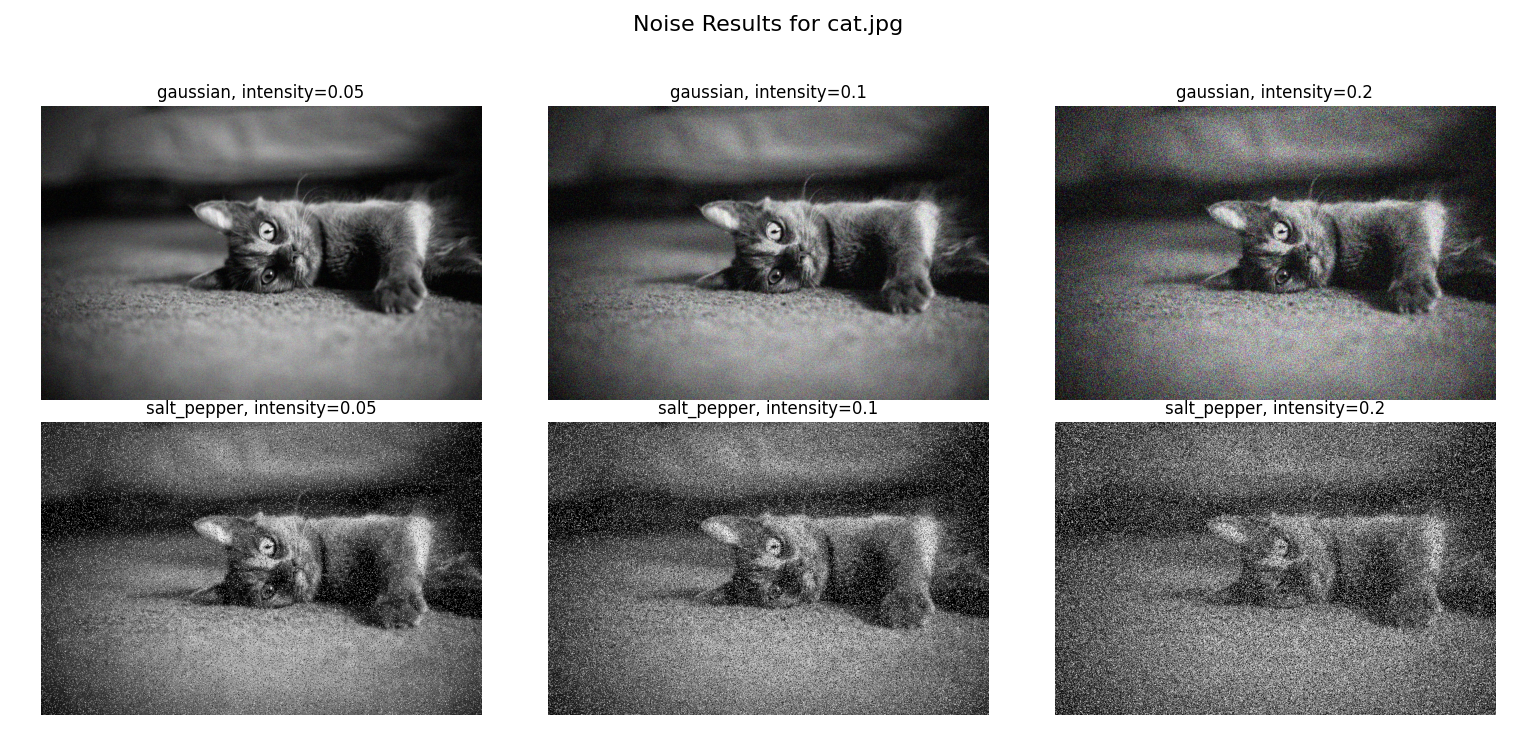 Noise Results for cat.jpg
gaussian, intensity=0.05
gaussian, intensity=0.1
gaussian, intensity=0.2
salt_pepper, intensity=0.05
salt_pepper, intensity=0.1
salt_pepper, intensity=0.2